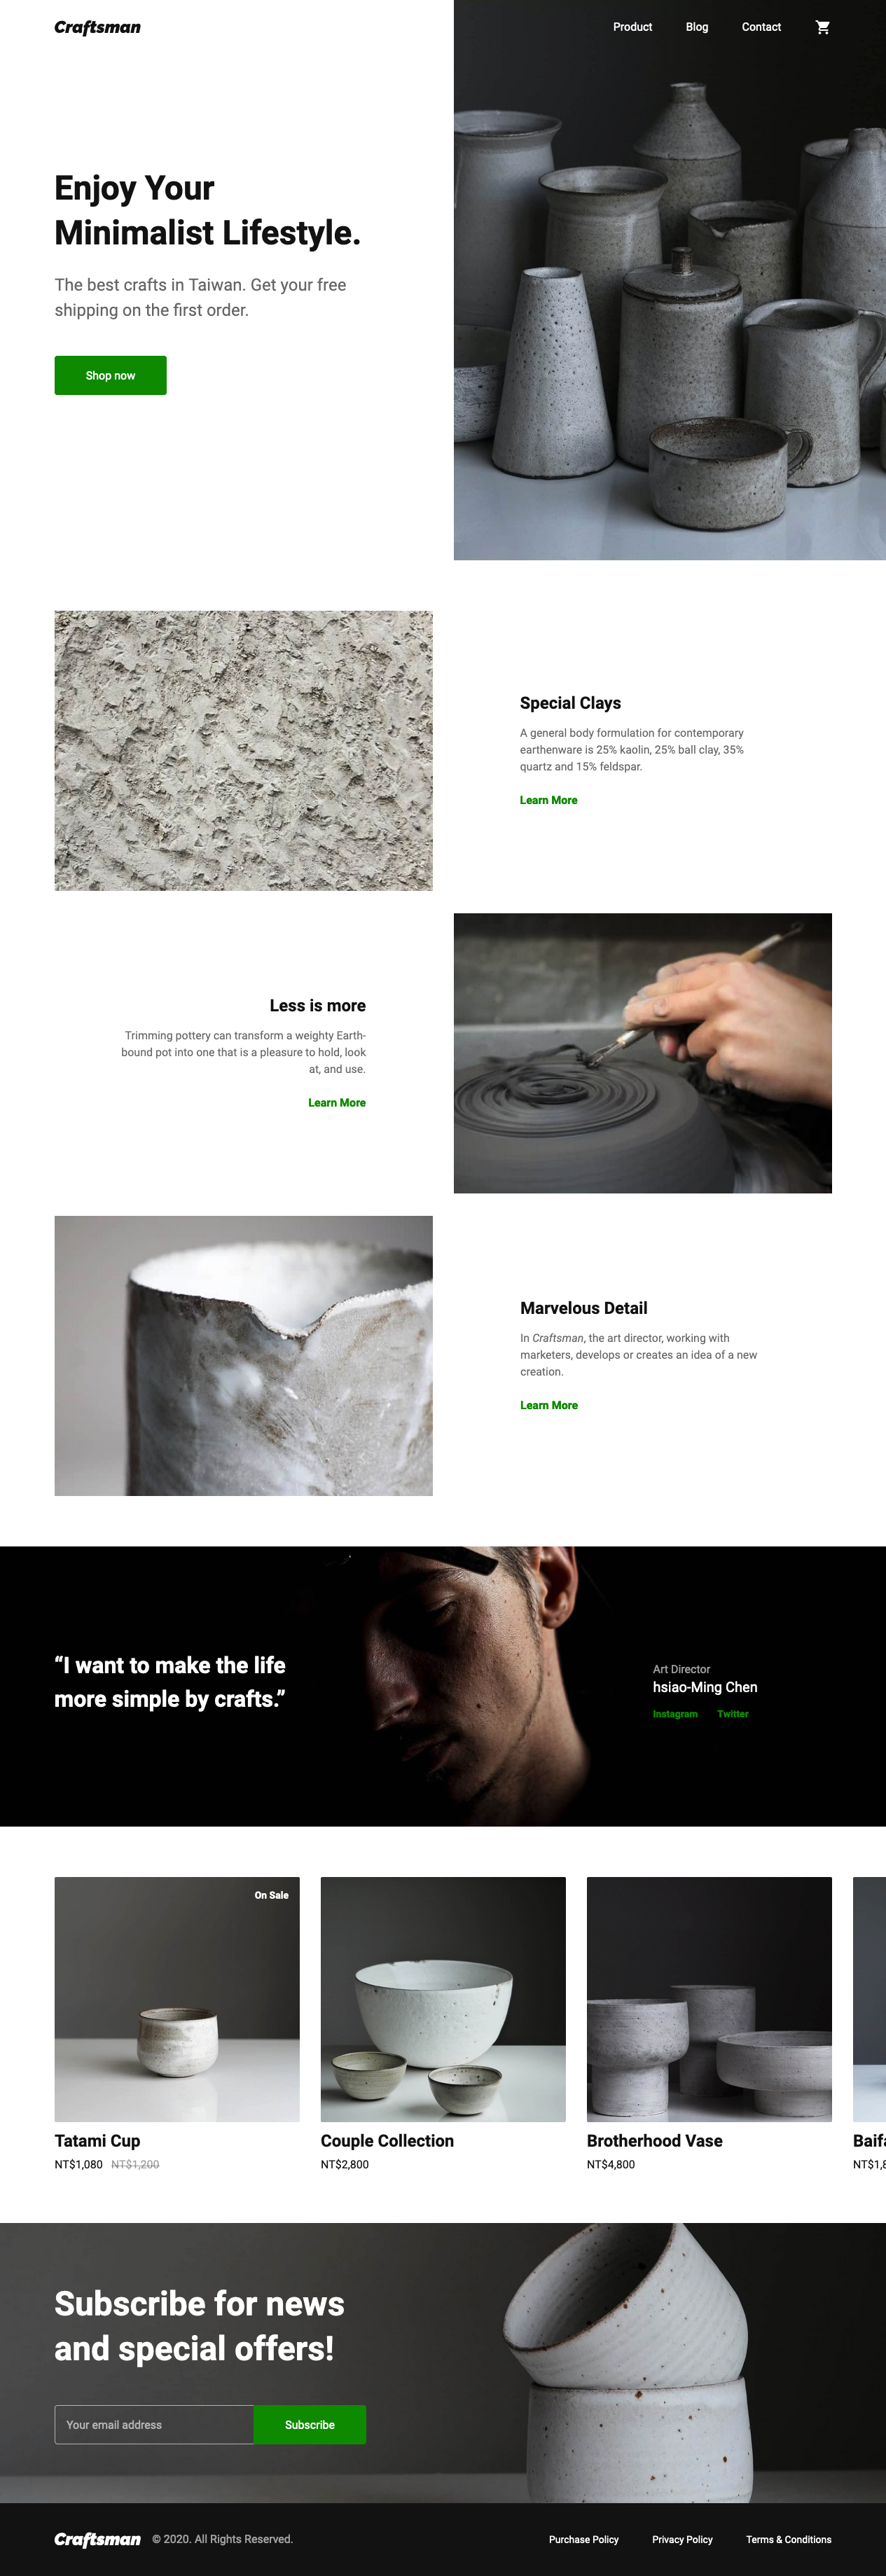 Craftsman
Product
Blog
Contact
Enjoy Your
Minimalist Lifestyle.
The best crafts in Taiwan. Get your free
shipping on the first order.
Shop now
Special Clays
A general body formulation for contemporary
earthenware is 25% kaolin, 25% ball clay, 35%
quartz and 15% feldspar.
Learn More
Less is more
Trimming pottery can transform a weighty Earth-
bound pot into one that is a pleasure to hold, look
at, and use.
Learn More
Marvelous Detail
In Craftsman, the art director, working with
marketers, develops or creates an idea of a new
creation.
Learn More
“I want to make the life
more simple by crafts.”
Art Director
hsiao-Ming Chen
Instagram
Twitter
On Sale
Tatami Cup
NT$1,080 NT$1,200
Couple Collection
NT$2,800
Brotherhood Vase
NT$4,800
Subscribe for news
and special offers!
Your email address
Subscribe
Craftsman © 2020. All Rights Reserved.
Purchase Policy
Privacy Policy
Terms & Conditions